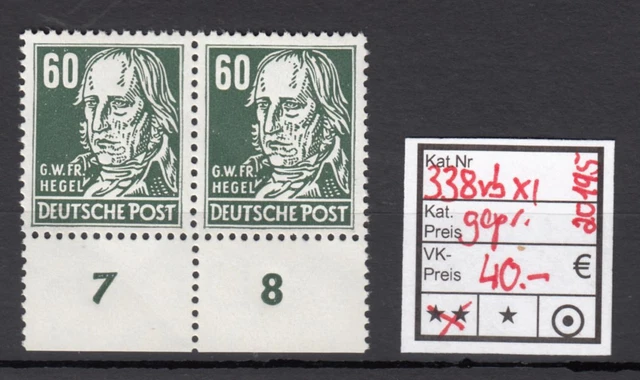 60 60
G.W.FR. G.W.FR.
HEGEL HEGEL
DEUTSCHE POST DEUTSCHE POST
7 8
Kat.Nr
338vb XI
Kat.
Preis gepr.
VK-
Preis 40.- €
20195